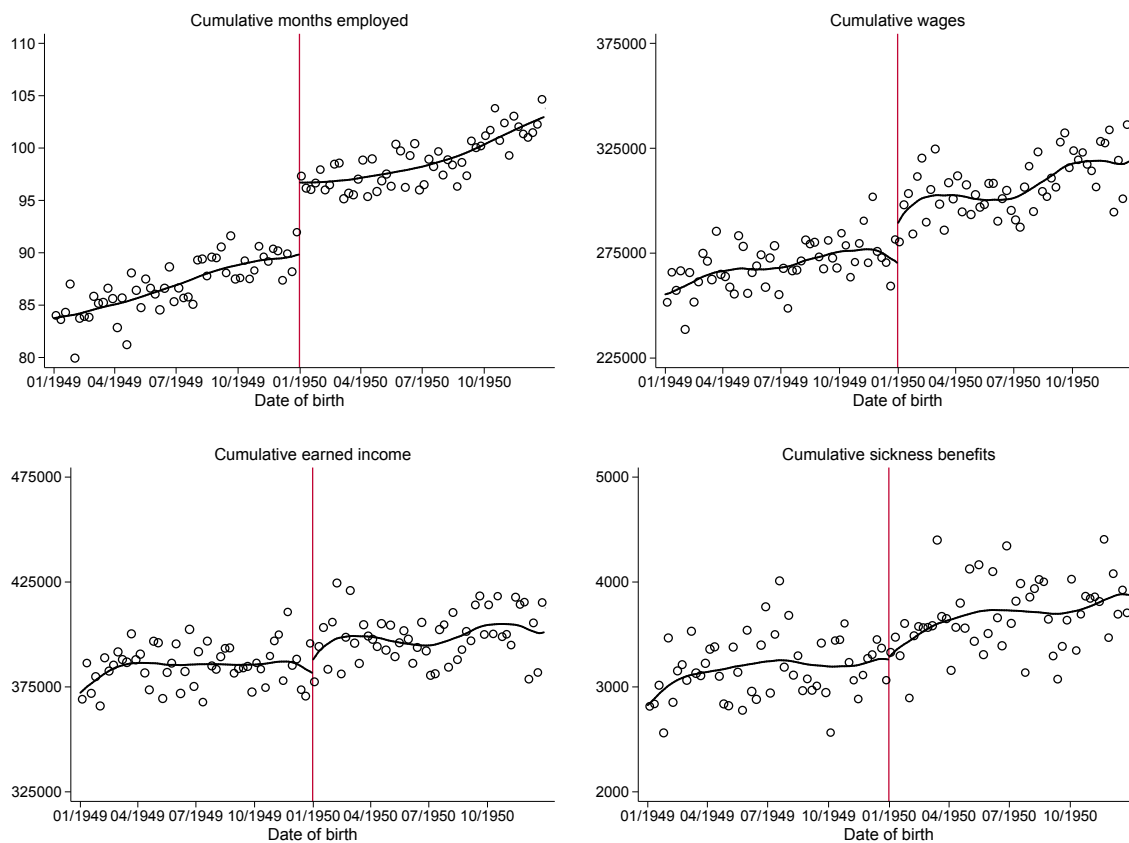 Cumulative months employed
110
105
100
95
90
85
80
01/1949 04/1949 07/1949 10/1949 01/1950 04/1950 07/1950 10/1950
Date of birth
Cumulative wages
375000
325000
275000
225000
01/1949 04/1949 07/1949 10/1949 01/1950 04/1950 07/1950 10/1950
Date of birth
Cumulative earned income
475000
425000
375000
325000
01/1949 04/1949 07/1949 10/1949 01/1950 04/1950 07/1950 10/1950
Date of birth
Cumulative sickness benefits
5000
4000
3000
2000
01/1949 04/1949 07/1949 10/1949 01/1950 04/1950 07/1950 10/1950
Date of birth